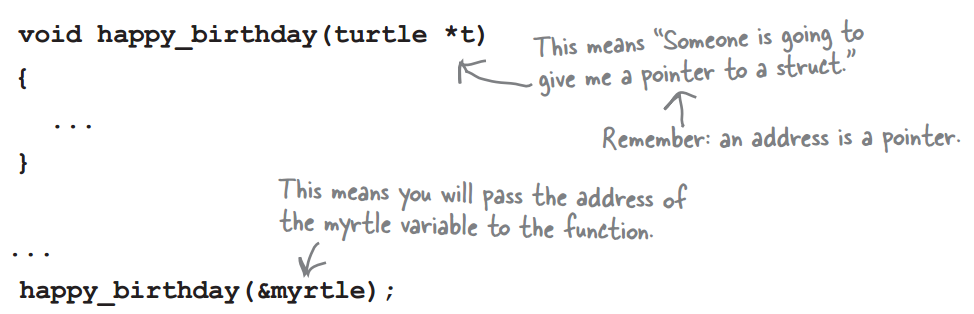 void happy_birthday(turtle *t)
This means "Someone is going to
give me a pointer to a struct."
{
Remember: an address is a pointer.
...
}
This means you will pass the address of
the myrtle variable to the function.
...
happy_birthday(&myrtle);